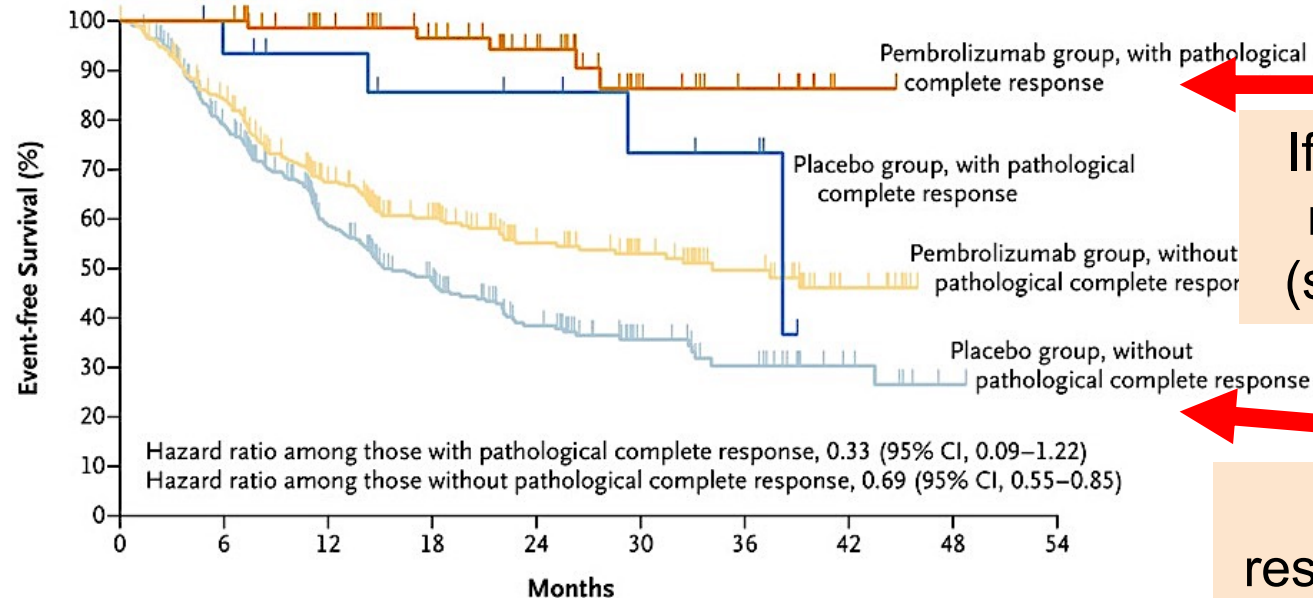 100
90
80
70
60
50
40
30
20
10
0
Event-free Survival (%)
Pembrolizumab group, with pathological
complete response
Placebo group, with pathological
complete response
Pembrolizumab group, without
pathological complete respor
Placebo group, without
pathological complete response
Hazard ratio among those with pathological complete response, 0.33 (95% CI, 0.09–1.22)
Hazard ratio among those without pathological complete response, 0.69 (95% CI, 0.55–0.85)
0 6 12 18 24 30 36 42 48 54
Months
If
(s
res